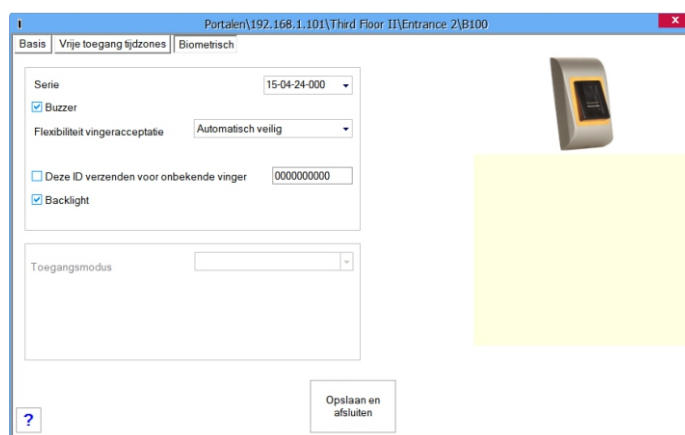 Portalen\192.168.1.101\Third Floor II\Entrance 2\B100
x
Basis Vrije toegang tijdzones Biometrisch
Serie 15-04-24-000
Buzzer
Flexibiliteit vingeracceptatie Automatisch veilig
Deze ID verzenden voor onbekende vinger 0000000000
Backlight
Toegangsmodus
Opslaan en
afsluiten
?